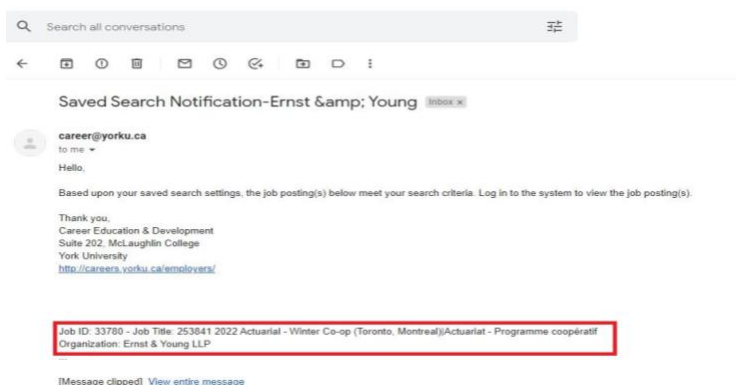 Search all conversations
Saved Search Notification-Ernst &amp; Young Inbox x
career@yorku.ca
to me
Hello,
Based upon your saved search settings, the job posting(s) below meet your search criteria. Log in to the system to view the job posting(s).
Thank you,
Career Education & Development
Suite 202, McLaughlin College
York University
http://careers.yorku.ca/employers/
Job ID: 33780 - Job Title: 253841 2022 Actuarial - Winter Co-op (Toronto, Montreal)|Actuariat - Programme coopératif
Organization: Ernst & Young LLP
...
[Message clipped] View entire message